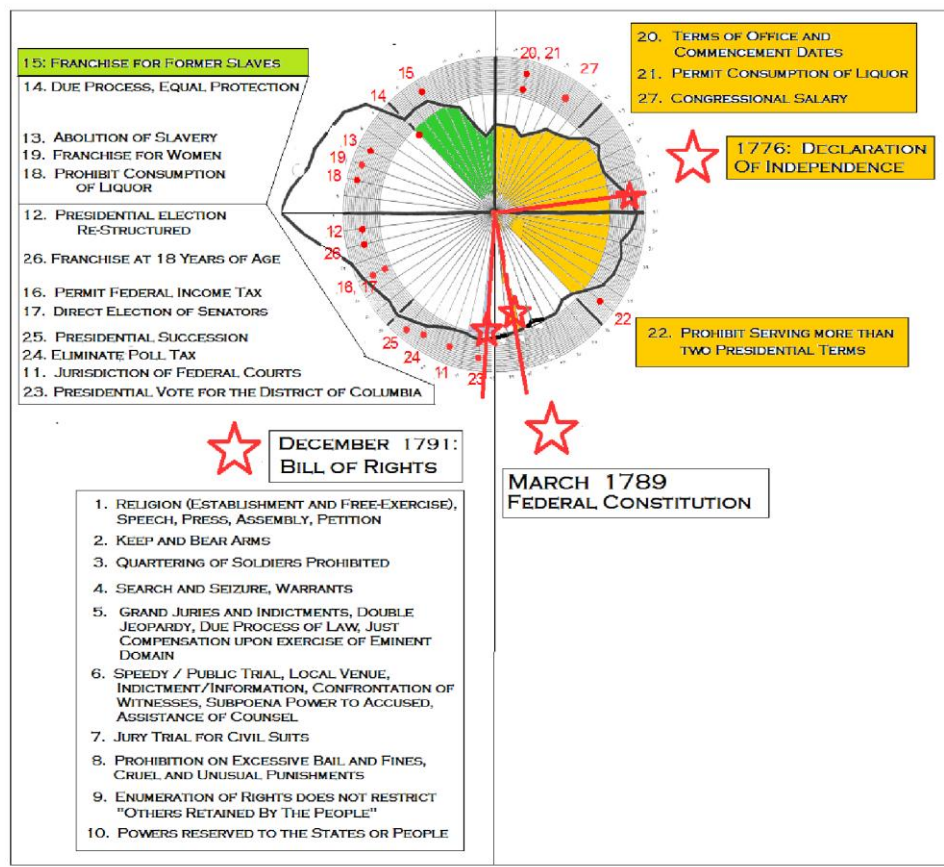 15: Franchise for Former Slaves
14. Due Process, Equal Protection
13. Abolition of Slavery
19. Franchise for Women
18. Prohibit Consumption
of Liquor
12. Presidential election
Re-Structured
26. Franchise at 18 Years of Age
16. Permit Federal Income Tax
17. Direct Election of Senators
25. Presidential Succession
24. Eliminate Poll Tax
11. Jurisdiction of Federal Courts
23. Presidential Vote for the District of Columbia
20, 21
27
15
14
13
19
18
12
26
16, 17
25
24
11
23
22
20. Terms of Office and
Commencement Dates
21. Permit Consumption of Liquor
27. Congressional Salary
1776: Declaration
Of Independence
22. Prohibit Serving more than
two Presidential Terms
December 1791:
Bill of Rights
March 1789
Federal Constitution
1. Religion (Establishment and Free-Exercise),
Speech, Press, Assembly, Petition
2. Keep and Bear Arms
3. Quartering of Soldiers Prohibited
4. Search and Seizure, Warrants
5. Grand Juries and Indictments, Double
Jeopardy, Due Process of Law, Just
Compensation upon exercise of Eminent
Domain
6. Speedy / Public Trial, Local Venue,
Indictment/Information, Confrontation of
Witnesses, Subpoena Power to Accused,
Assistance of Counsel
7. Jury Trial for Civil Suits
8. Prohibition on Excessive Bail and Fines,
Cruel and Unusual Punishments
9. Enumeration of Rights does not restrict
"Others Retained By The People"
10. Powers reserved to the States or People